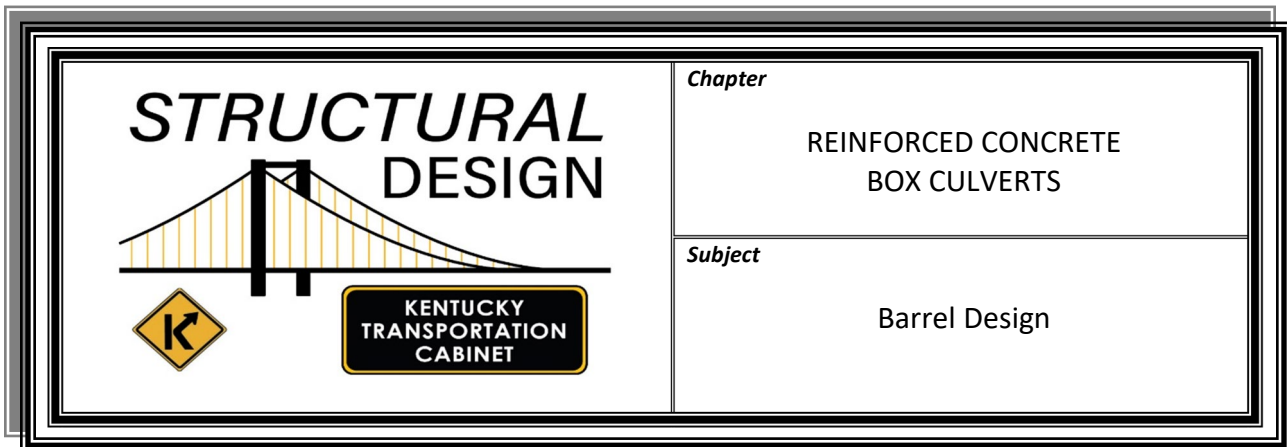 STRUCTURAL
DESIGN
K
KENTUCKY
TRANSPORTATION
CABINET
Chapter
REINFORCED CONCRETE
BOX CULVERTS
Subject
Barrel Design